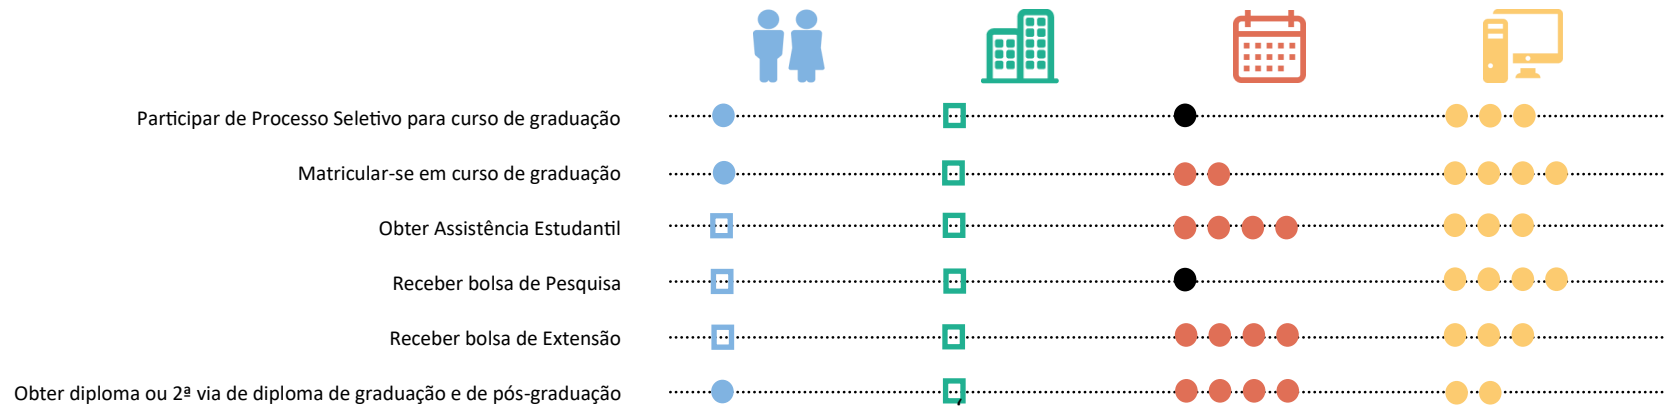 Participar de Processo Seletivo para curso de graduação
Matricular-se em curso de graduação
Obter Assistência Estudantil
Receber bolsa de Pesquisa
Receber bolsa de Extensão
Obter diploma ou 2ª via de diploma de graduação e de pós-graduação